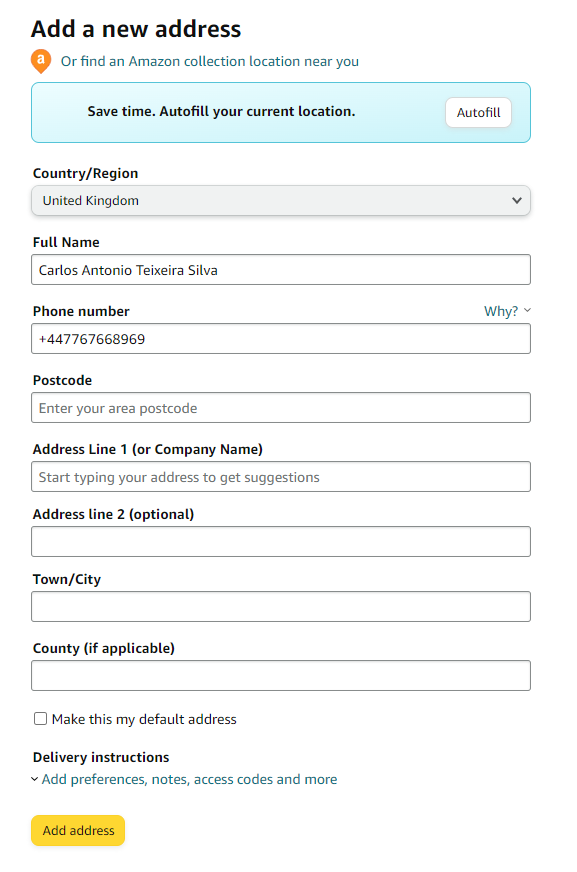 Add a new address
a
Or find an Amazon collection location near you
Save time. Autofill your current location.
Autofill
Country/Region
United Kingdom
Full Name
Carlos Antonio Teixeira Silva
Phone number
Why?
+447767668969
Postcode
Enter your area postcode
Address Line 1 (or Company Name)
Start typing your address to get suggestions
Address line 2 (optional)
Town/City
County (if applicable)
Make this my default address
Delivery instructions
Add preferences, notes, access codes and more
Add address